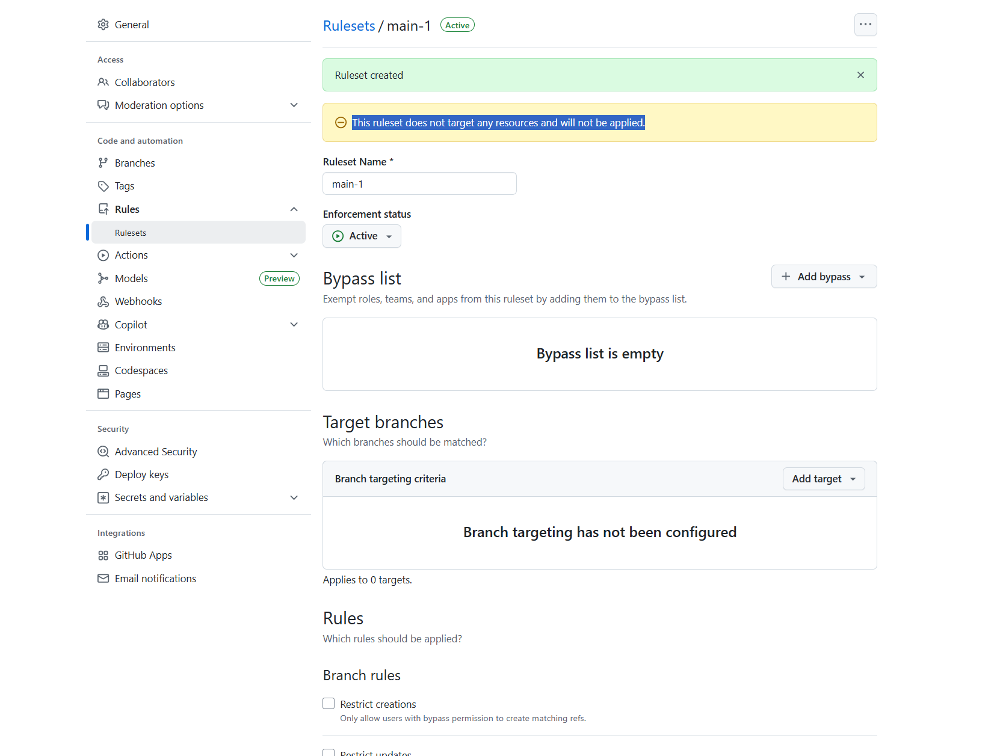 General
Access
Collaborators
Moderation options
Code and automation
Branches
Tags
Rules
Rulesets
Actions
Models Preview
Webhooks
Copilot
Environments
Codespaces
Pages
Security
Advanced Security
Deploy keys
Secrets and variables
Integrations
GitHub Apps
Email notifications
Rulesets / main-1 Active
Ruleset created
This ruleset does not target any resources and will not be applied.
Ruleset Name *
main-1
Enforcement status
Active
Bypass list
Add bypass
Exempt roles, teams, and apps from this ruleset by adding them to the bypass list.
Bypass list is empty
Target branches
Which branches should be matched?
Branch targeting criteria
Add target
Branch targeting has not been configured
Applies to 0 targets.
Rules
Which rules should be applied?
Branch rules
Restrict creations
Only allow users with bypass permission to create matching refs.
Restrict updates